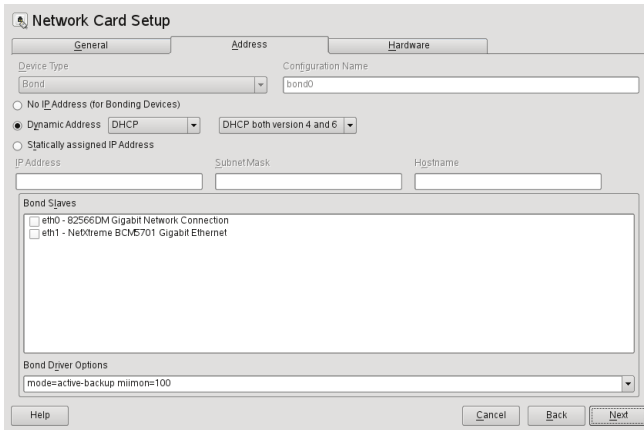 Network Card Setup
General Address Hardware
Device Type Configuration Name
Bond bond0
No IP Address (for Bonding Devices)
Dynamic Address DHCP DHCP both version 4 and 6
Statically assigned IP Address
IP Address Subnet Mask Hostname
Bond Slaves
eth0 - 82566DM Gigabit Network Connection
eth1 - NetXtreme BCM5701 Gigabit Ethernet
Bond Driver Options
mode=active-backup miimon=100
Help Cancel Back Next